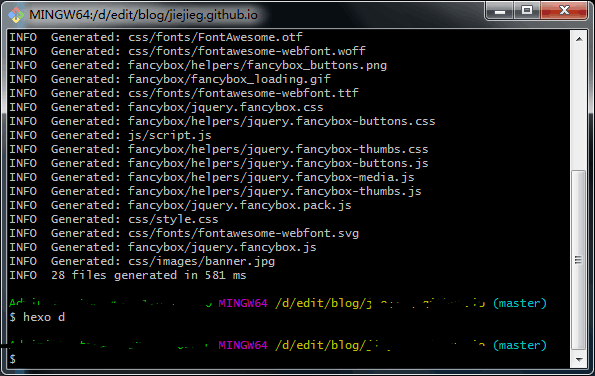 MINGW64:/d/edit/blog/jiejieg.github.io
INFO  Generated: css/fonts/FontAwesome.otf
INFO  Generated: css/fonts/fontawesome-webfont.woff
INFO  Generated: fancybox/helpers/fancybox_buttons.png
INFO  Generated: fancybox/fancybox_loading.gif
INFO  Generated: css/fonts/fontawesome-webfont.ttf
INFO  Generated: fancybox/jquery.fancybox.css
INFO  Generated: fancybox/helpers/jquery.fancybox-buttons.css
INFO  Generated: js/script.js
INFO  Generated: fancybox/helpers/jquery.fancybox-thumbs.css
INFO  Generated: fancybox/helpers/jquery.fancybox-buttons.js
INFO  Generated: fancybox/helpers/jquery.fancybox-media.js
INFO  Generated: fancybox/helpers/jquery.fancybox-thumbs.js
INFO  Generated: fancybox/jquery.fancybox.pack.js
INFO  Generated: css/style.css
INFO  Generated: css/fonts/fontawesome-webfont.svg
INFO  Generated: fancybox/jquery.fancybox.js
INFO  Generated: css/images/banner.jpg
INFO  28 files generated in 581 ms
MINGW64 /d/edit/blog/ (master)
$ hexo d
MINGW64 /d/edit/blog/ (master)
$